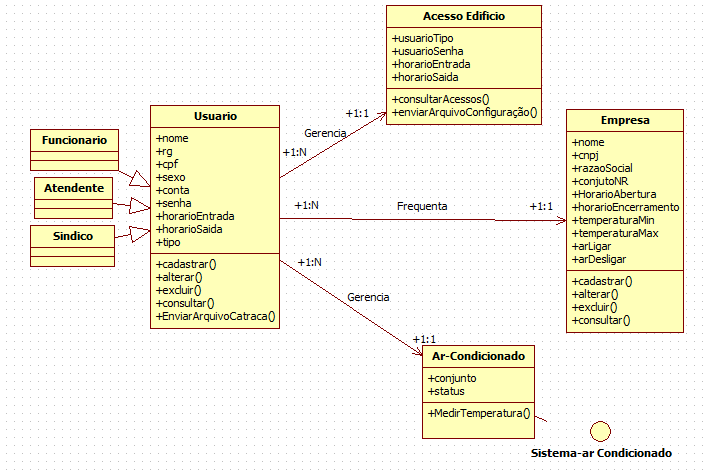 Acesso Edificio
+usuarioTipo
+usuarioSenha
+horarioEntrada
+horarioSaida
+consultarAcessos()
+enviarArquivoConfiguração()
+1:1
Gerencia
+1:N
Usuario
+nome
+rg
+cpf
+sexo
+conta
+senha
+horarioEntrada
+horarioSaida
+tipo
+cadastrar()
+alterar()
+excluir()
+consultar()
+EnviarArquivoCatraca()
Funcionario
Atendente
Sindico
+1:N
Frequenta
+1:1
Empresa
+nome
+cnpj
+razaoSocial
+conjutoNR
+HorarioAbertura
+horarioEncerramento
+temperaturaMin
+temperaturaMax
+arLigar
+arDesligar
+cadastrar()
+alterar()
+excluir()
+consultar()
+1:N
Gerencia
+1:1
Ar-Condicionado
+conjunto
+status
+MedirTemperatura()
Sistema-ar Condicionado